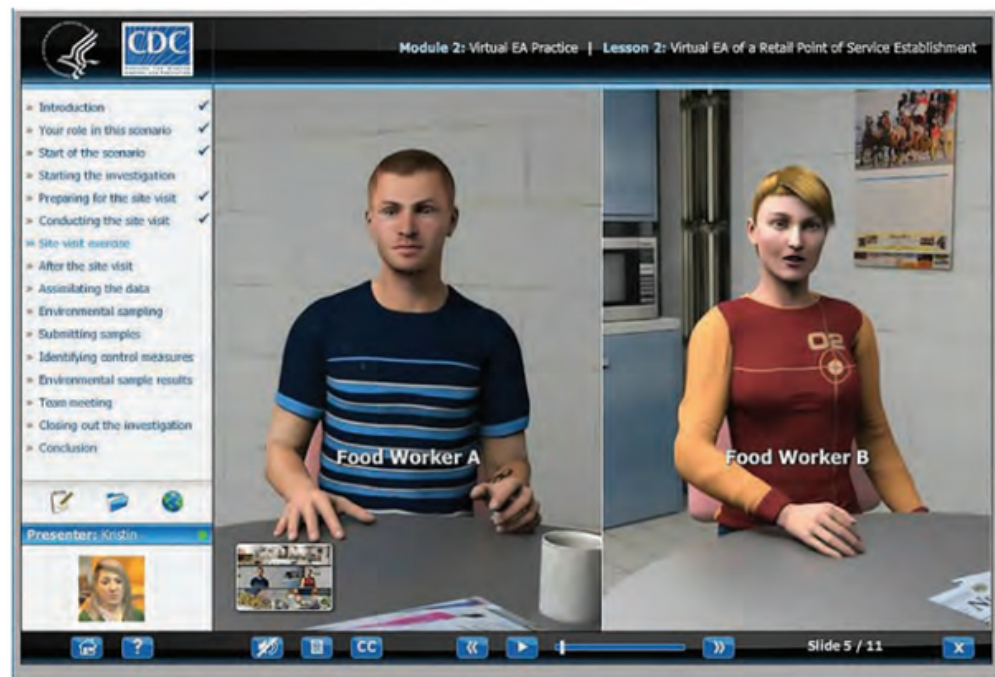 CDC
Module 2: Virtual EA Practice | Lesson 2: Virtual EA of a Retail Point of Service Establishment
» Introduction
» Your role in this scenario
» Start of the scenario
» Starting the investigation
» Preparing for the site visit
» Conducting the site visit
» Site visit exercise
» After the site visit
» Assimilating the data
» Environmental sampling
» Submitting samples
» Identifying control measures
» Environmental sample results
» Team meeting
» Closing out the investigation
» Conclusion
Presenter: Kristin
Food Worker A
Food Worker B
02
?
CC
Slide 5 / 11
X